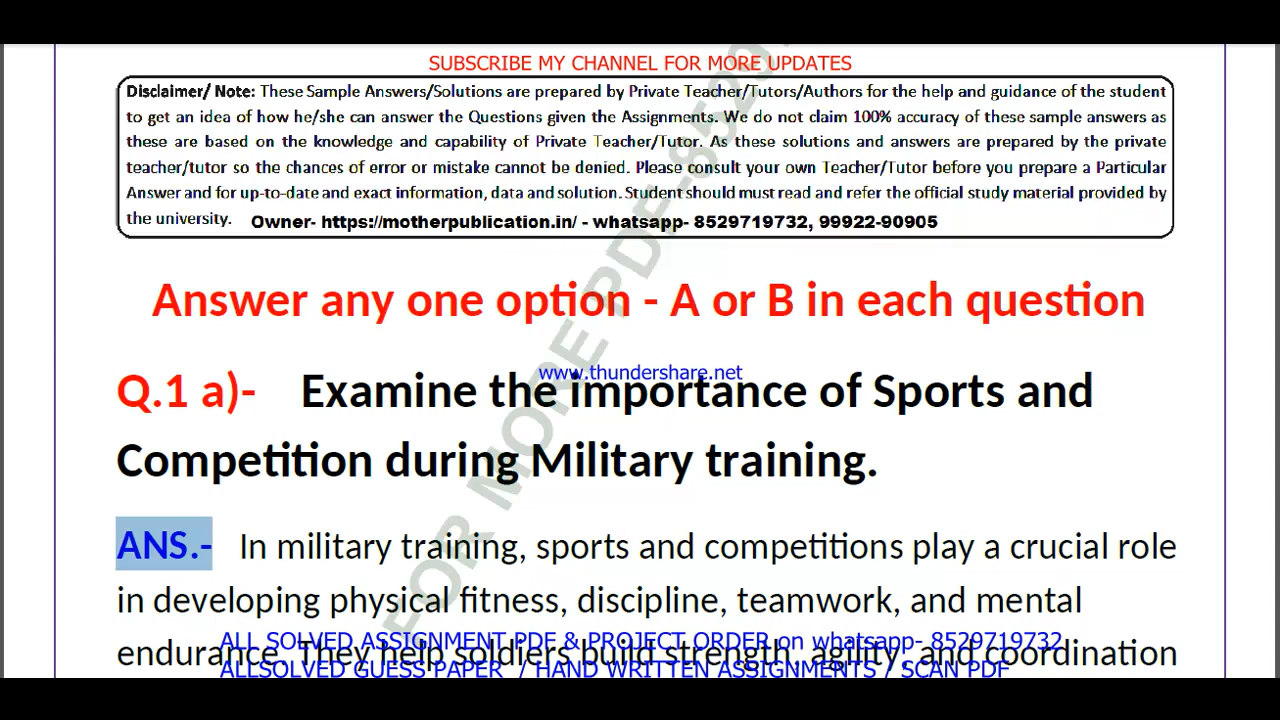 SUBSCRIBE MY CHANNEL FOR MORE UPDATES
Disclaimer/ Note: These Sample Answers/Solutions are prepared by Private Teacher/Tutors/Authors for the help and guidance of the student
to get an idea of how he/she can answer the Questions given the Assignments. We do not claim 100% accuracy of these sample answers as
these are based on the knowledge and capability of Private Teacher/Tutor. As these solutions and answers are prepared by the private
teacher/tutor so the chances of error or mistake cannot be denied. Please consult your own Teacher/Tutor before you prepare a Particular
Answer and for up-to-date and exact information, data and solution. Student should must read and refer the official study material provided by
the university. Owner- https://motherpublication.in/ - whatsapp- 8529719732, 99922-90905
Answer any one option - A or B in each question
www.thundershare.net
Q.1 a)- Examine the importance of Sports and
Competition during Military training.
ANS.- In military training, sports and competitions play a crucial role
in developing physical fitness, discipline, teamwork, and mental
ALL SOLVED ASSIGNMENT PDF & PROJECT ORDER on whatsapp- 8529719732
endurance. They help soldiers build strength, agility, and coordination
ALLSOLVED GUESS PAPER / HAND WRITTEN ASSIGNMENTS / SCAN PDF
FOR MORE PDF-8529